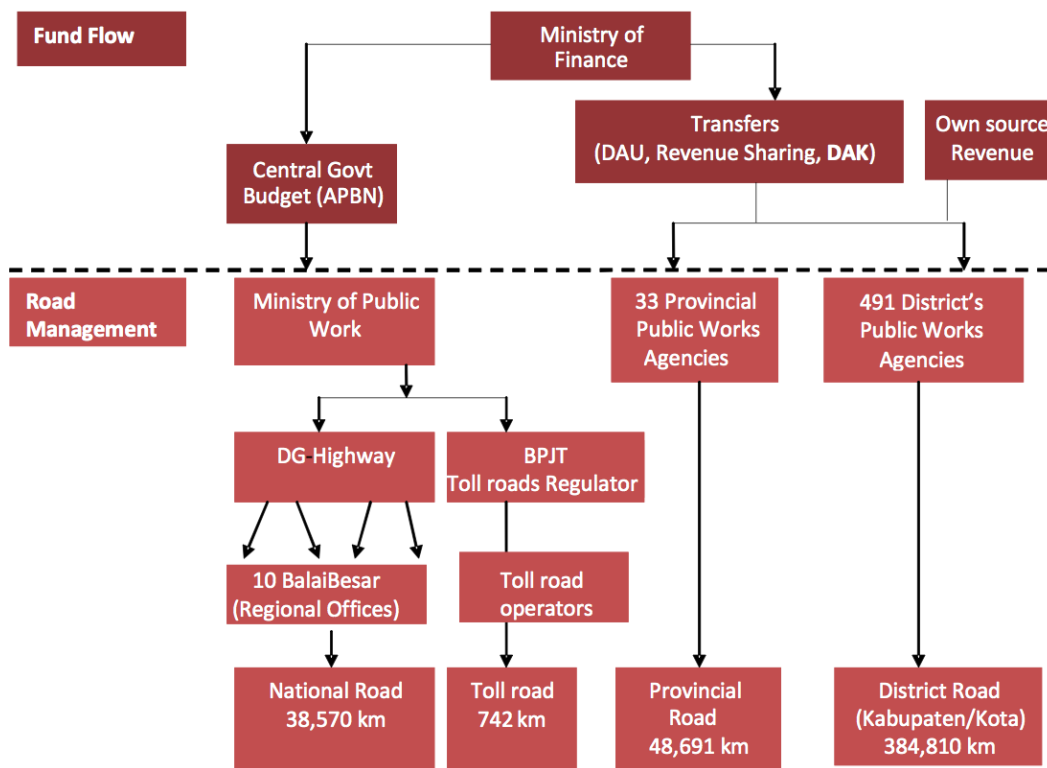 Fund Flow
Ministry of
Finance
Transfers
(DAU, Revenue Sharing, DAK)
Own source
Revenue
Central Govt
Budget (APBN)
Road
Management
Ministry of Public
Work
33 Provincial
Public Works
Agencies
491 District's
Public Works
Agencies
DG-Highway
BPJT
Toll roads Regulator
10 BalaiBesar
(Regional Offices)
Toll road
operators
National Road
38,570 km
Toll road
742 km
Provincial
Road
48,691 km
District Road
(Kabupaten/Kota)
384,810 km